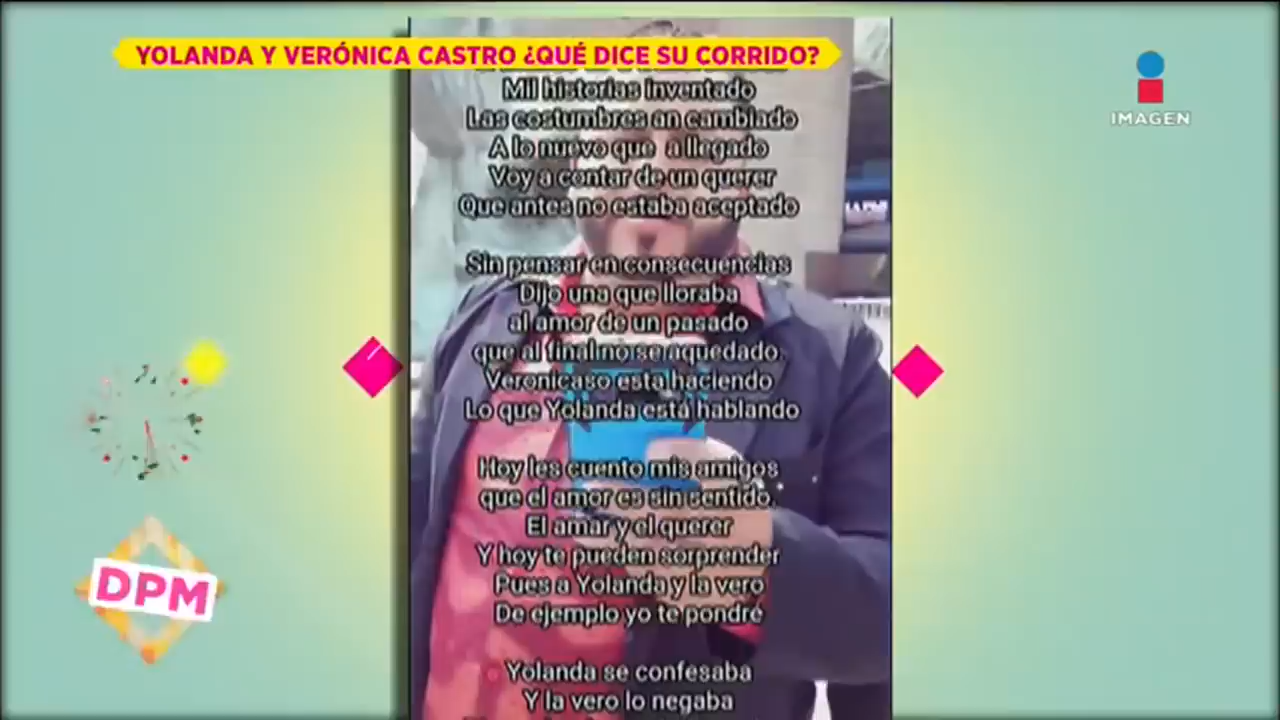 YOLANDA Y VERÓNICA CASTRO ¿QUÉ DICE SU CORRIDO?
IMAGEN
Mil historias inventado
Las costumbres an cambiado
A lo nuevo que a llegado
Voy a contar de un querer
Que antes no estaba aceptado
Sin pensar en consecuencias
Dijo una que lloraba
al amor de un pasado
que al final no se aquedado.
Veronicaso esta haciendo
Lo que Yolanda está hablando
Hoy les cuento mis amigos
que el amor es sin sentido.
El amar y el querer
Y hoy te pueden sorprender
Pues a Yolanda y la vero
De ejemplo yo te pondré
Yolanda se confesaba
Y la vero lo negaba
DPM